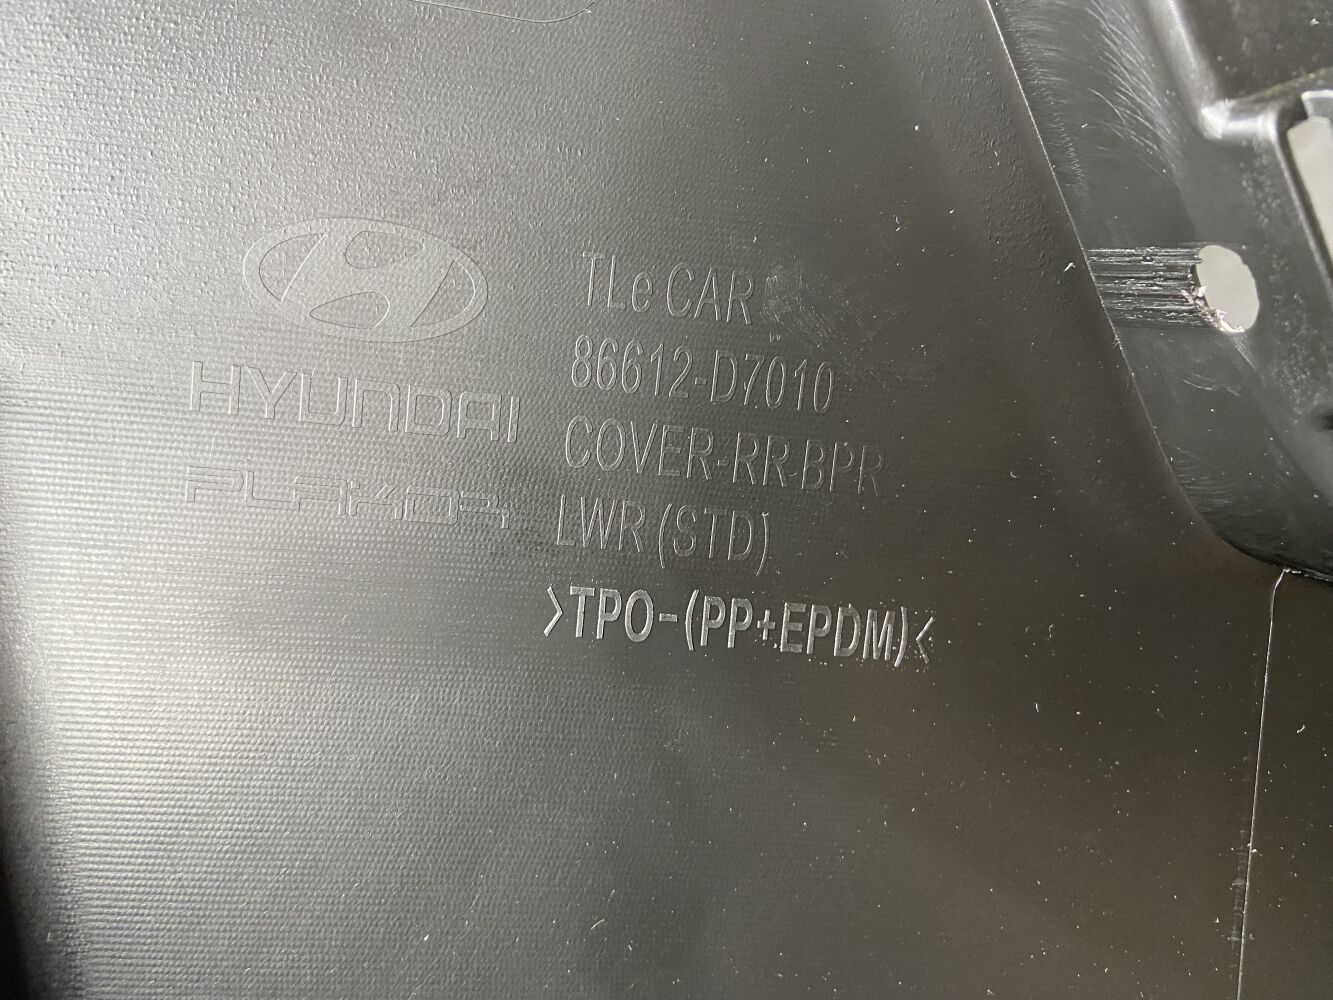 HYUNDAI
PLAKOR
TLe CAR
86612-D7010
COVER-RR-BPR
LWR (STD)
>TPO-(PP+EPDM)<